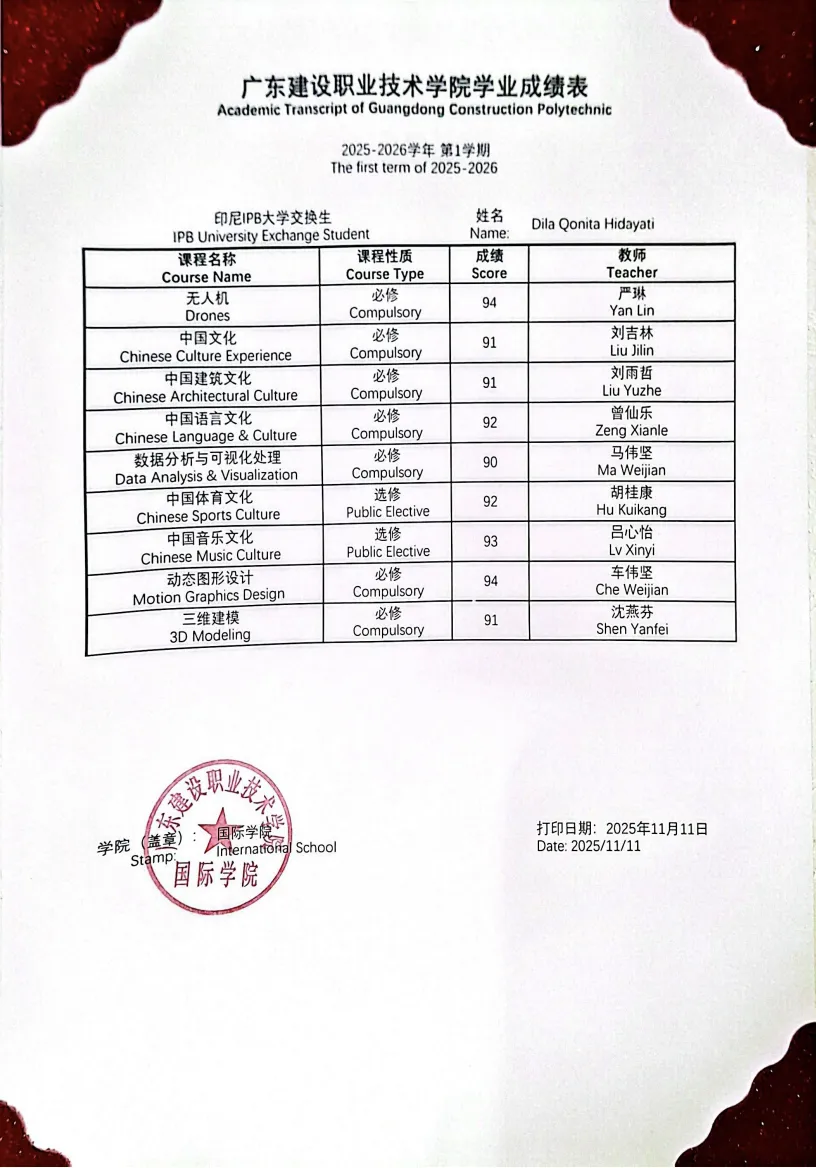 广东建设职业技术学院学业成绩表
Academic Transcript of Guangdong Construction Polytechnic
2025-2026学年 第1学期
The first term of 2025-2026
印尼IPB大学交换生
IPB University Exchange Student
姓名
Name:
Dila Qonita Hidayati
课程名称 课程性质 成绩 教师
Course Name Course Type Score Teacher
无人机 必修 94 严琳
Drones Compulsory Yan Lin
中国文化 必修 91 刘吉林
Chinese Culture Experience Compulsory Liu Jilin
中国建筑文化 必修 91 刘雨哲
Chinese Architectural Culture Compulsory Liu Yuzhe
中国语言文化 必修 92 曾仙乐
Chinese Language & Culture Compulsory Zeng Xianle
数据分析与可视化处理 必修 90 马伟坚
Data Analysis & Visualization Compulsory Ma Weijian
中国体育文化 选修 92 胡桂康
Chinese Sports Culture Public Elective Hu Kuikang
中国音乐文化 选修 93 吕心怡
Chinese Music Culture Public Elective Lv Xinyi
动态图形设计 必修 94 车伟坚
Motion Graphics Design Compulsory Che Weijian
三维建模 必修 91 沈燕芬
3D Modeling Compulsory Shen Yanfei
学院（盖章）: 国际学院
Stamp: International School
东建设职业技术学院
国际学院
打印日期：2025年11月11日
Date: 2025/11/11